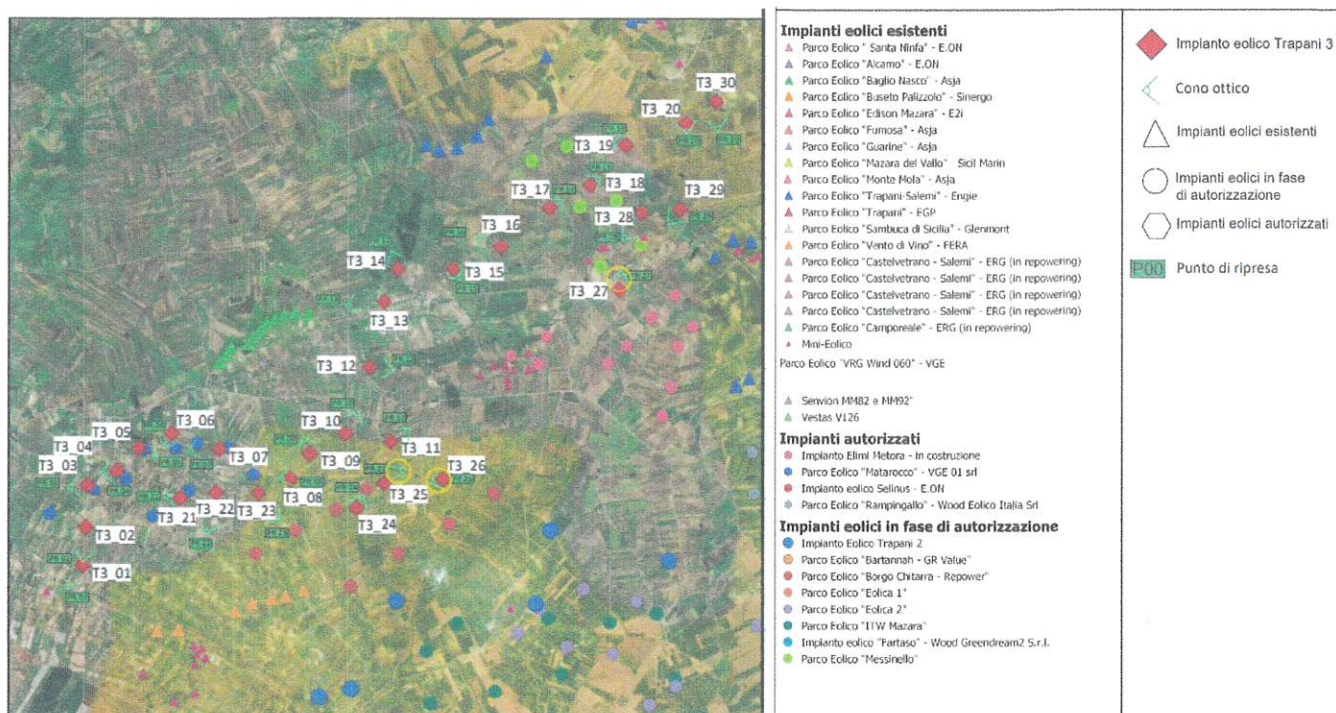 T3_30
T3_20
T3_19
T3_17
T3_18
T3_29
T3_28
T3_16
T3_14
T3_15
T3_27
T3_13
T3_12
T3_06
T3_10
T3_05
T3_04
T3_11
T3_03
T3_07
T3_09
T3_26
T3_08
T3_25
T3_21
T3_22
T3_23
T3_24
T3_02
T3_01
Impianti eolici esistenti
Parco Eolico " Santa Ninfa" - E.ON
Parco Eolico "Alcamo" - E.ON
Parco Eolico "Baglio Nasco" - Asja
Parco Eolico "Buseto Palizzolo" - Sinergo
Parco Eolico "Edison Mazara" - E2i
Parco Eolico "Fumosa" - Asja
Parco Eolico "Guarine" - Asja
Parco Eolico "Mazara del Vallo" Sicil Marin
Parco Eolico "Monte Mola" - Asja
Parco Eolico "Trapani-Salemi" - Engie
Parco Eolico "Trapani" - EGP
Parco Eolico "Sambuca di Sicilia" - Glenmont
Parco Eolico "Vento di Vino" - FERA
Parco Eolico "Castelvetrano - Salemi" - ERG (in repowering)
Parco Eolico "Castelvetrano - Salemi" - ERG (in repowering)
Parco Eolico "Castelvetrano - Salemi" - ERG (in repowering)
Parco Eolico "Castelvetrano - Salemi" - ERG (in repowering)
Parco Eolico "Camporeale" - ERG (in repowering)
Mini-Eolico
Parco Eolico "VRG Wind 060" - VGE
Senvion MM82 e MM92"
Vestas V126
Impianti autorizzati
Impianto Elimi Metora - in costruzione
Parco Eolico "Matarocco" - VGE 01 srl
Impianto eolico Selinus - E.ON
Parco Eolico "Rampingallo" - Wood Eolico Italia Srl
Impianti eolici in fase di autorizzazione
Impianto Eolico Trapani 2
Parco Eolico "Bartannah - GR Value"
Parco Eolico "Borgo Chitarra - Repower"
Parco Eolico "Eolica 1"
Parco Eolico "Eolica 2"
Parco Eolico "ITW Mazara"
Impianto eolico "Fartaso" - Wood Greendream2 S.r.l.
Parco Eolico "Messinello"
Impianto eolico Trapani 3
Cono ottico
Impianti eolici esistenti
Impianti eolici in fase
di autorizzazione
Impianti eolici autorizzati
P00 Punto di ripresa